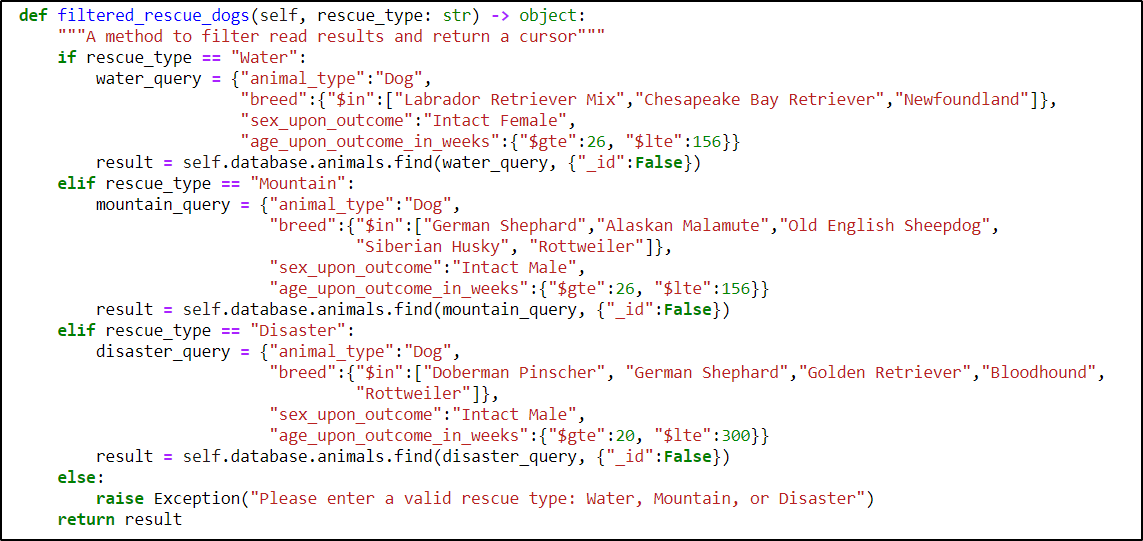 def filtered_rescue_dogs(self, rescue_type: str) -> object:
    """A method to filter read results and return a cursor"""
    if rescue_type == "Water":
        water_query = {"animal_type":"Dog",
                       "breed":{"$in":["Labrador Retriever Mix","Chesapeake Bay Retriever","Newfoundland"]},
                       "sex_upon_outcome":"Intact Female",
                       "age_upon_outcome_in_weeks":{"$gte":26, "$lte":156}}
        result = self.database.animals.find(water_query, {"_id":False})
    elif rescue_type == "Mountain":
        mountain_query = {"animal_type":"Dog",
                          "breed":{"$in":["German Shephard","Alaskan Malamute","Old English Sheepdog",
                                   "Siberian Husky", "Rottweiler"]},
                          "sex_upon_outcome":"Intact Male",
                          "age_upon_outcome_in_weeks":{"$gte":26, "$lte":156}}
        result = self.database.animals.find(mountain_query, {"_id":False})
    elif rescue_type == "Disaster":
        disaster_query = {"animal_type":"Dog",
                          "breed":{"$in":["Doberman Pinscher", "German Shephard","Golden Retriever","Bloodhound",
                                   "Rottweiler"]},
                          "sex_upon_outcome":"Intact Male",
                          "age_upon_outcome_in_weeks":{"$gte":20, "$lte":300}}
        result = self.database.animals.find(disaster_query, {"_id":False})
    else:
        raise Exception("Please enter a valid rescue type: Water, Mountain, or Disaster")
    return result